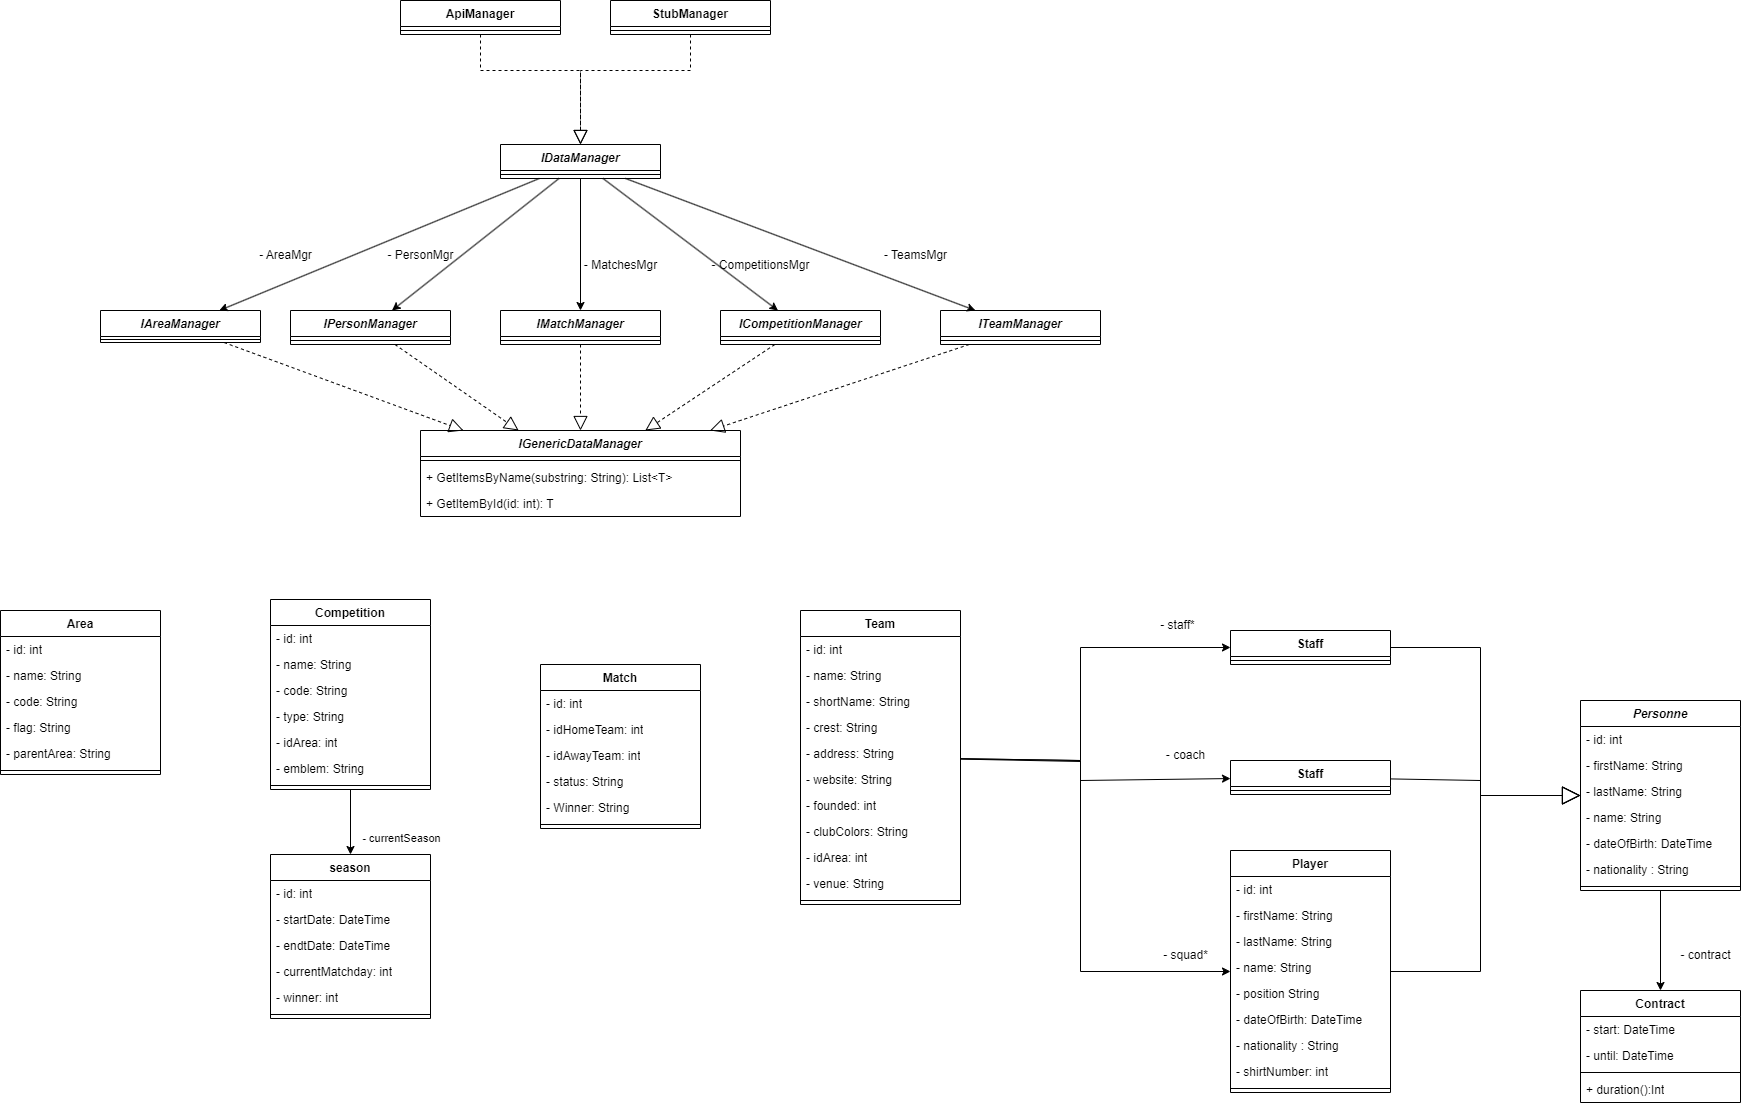 ApiManager
StubManager
IDataManager
- AreaMgr
- PersonMgr
- MatchesMgr
- CompetitionsMgr
- TeamsMgr
IAreaManager
IPersonManager
IMatchManager
ICompetitionManager
ITeamManager
IGenericDataManager
+ GetItemsByName(substring: String): List<T>
+ GetItemById(id: int): T
Area
- id: int
- name: String
- code: String
- flag: String
- parentArea: String
Competition
- id: int
- name: String
- code: String
- type: String
- idArea: int
- emblem: String
- currentSeason
season
- id: int
- startDate: DateTime
- endtDate: DateTime
- currentMatchday: int
- winner: int
Match
- id: int
- idHomeTeam: int
- idAwayTeam: int
- status: String
- Winner: String
Team
- id: int
- name: String
- shortName: String
- crest: String
- address: String
- website: String
- founded: int
- clubColors: String
- idArea: int
- venue: String
- staff*
Staff
- coach
Staff
- squad*
Player
- id: int
- firstName: String
- lastName: String
- name: String
- position String
- dateOfBirth: DateTime
- nationality : String
- shirtNumber: int
Personne
- id: int
- firstName: String
- lastName: String
- name: String
- dateOfBirth: DateTime
- nationality : String
- contract
Contract
- start: DateTime
- until: DateTime
+ duration():Int